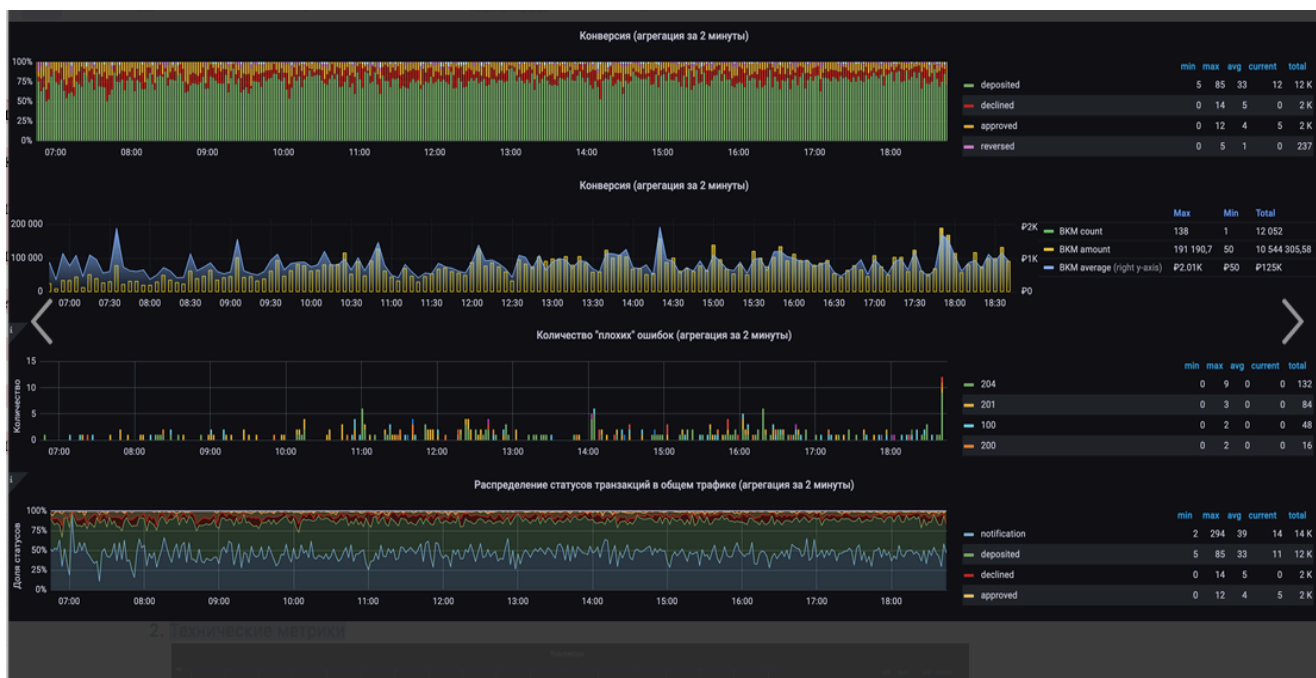 Конверсия (агрегация за 2 минуты)
100%
75%
50%
25%
0%
07:00 08:00 09:00 10:00 11:00 12:00 13:00 14:00 15:00 16:00 17:00 18:00
min max avg current total
deposited 5 85 33 12 12 K
declined 0 14 5 0 2 K
approved 0 12 4 5 2 K
reversed 0 5 1 0 237
Конверсия (агрегация за 2 минуты)
200 000
100 000
0
07:00 07:30 08:00 08:30 09:00 09:30 10:00 10:30 11:00 11:30 12:00 12:30 13:00 13:30 14:00 14:30 15:00 15:30 16:00 16:30 17:00 17:30 18:00 18:30
₽2K
₽1K
₽0
Max Min Total
BKM count 138 1 12 052
BKM amount 191 190,7 50 10 544 305,58
BKM average (right y-axis) ₽2.01K ₽50 ₽125K
Количество "плохих" ошибок (агрегация за 2 минуты)
Количество
15
10
5
0
07:00 08:00 09:00 10:00 11:00 12:00 13:00 14:00 15:00 16:00 17:00 18:00
min max avg current total
204 0 9 0 0 132
201 0 3 0 0 84
100 0 2 0 0 48
200 0 2 0 0 16
Распределение статусов транзакций в общем трафике (агрегация за 2 минуты)
Доля статусов
100%
75%
50%
25%
0%
07:00 08:00 09:00 10:00 11:00 12:00 13:00 14:00 15:00 16:00 17:00 18:00
min max avg current total
notification 2 294 39 14 14 K
deposited 5 85 33 11 12 K
declined 0 14 5 0 2 K
approved 0 12 4 5 2 K
2. Технические метрики